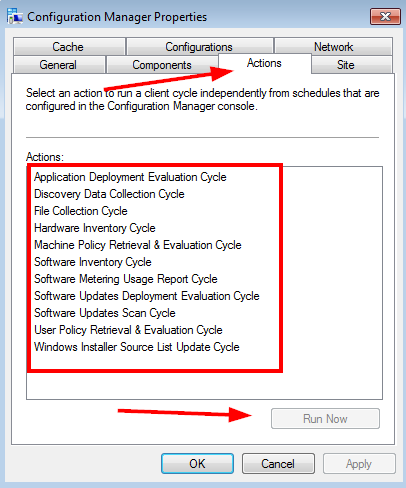 Configuration Manager Properties
Cache Configurations Network
General Components Actions Site
Select an action to run a client cycle independently from schedules that are
configured in the Configuration Manager console.
Actions:
Application Deployment Evaluation Cycle
Discovery Data Collection Cycle
File Collection Cycle
Hardware Inventory Cycle
Machine Policy Retrieval & Evaluation Cycle
Software Inventory Cycle
Software Metering Usage Report Cycle
Software Updates Deployment Evaluation Cycle
Software Updates Scan Cycle
User Policy Retrieval & Evaluation Cycle
Windows Installer Source List Update Cycle
Run Now
OK Cancel Apply